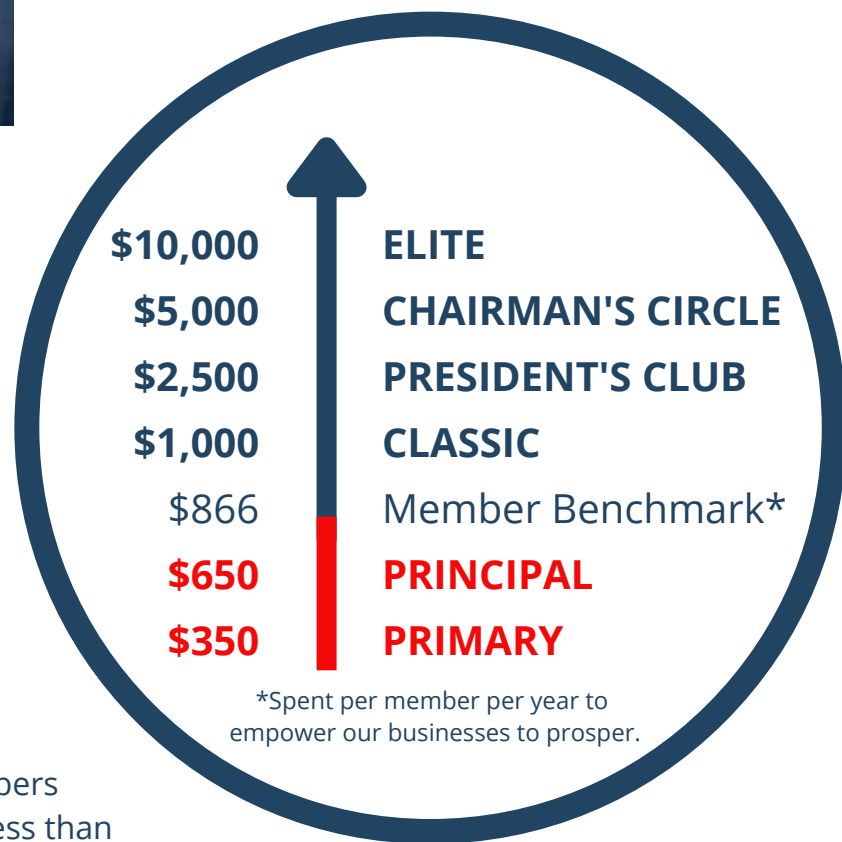 $10,000 ELITE
$5,000 CHAIRMAN'S CIRCLE
$2,500 PRESIDENT'S CLUB
$1,000 CLASSIC
$866 Member Benchmark*
$650 PRINCIPAL
$350 PRIMARY
*Spent per member per year to
empower our businesses to prosper.
than